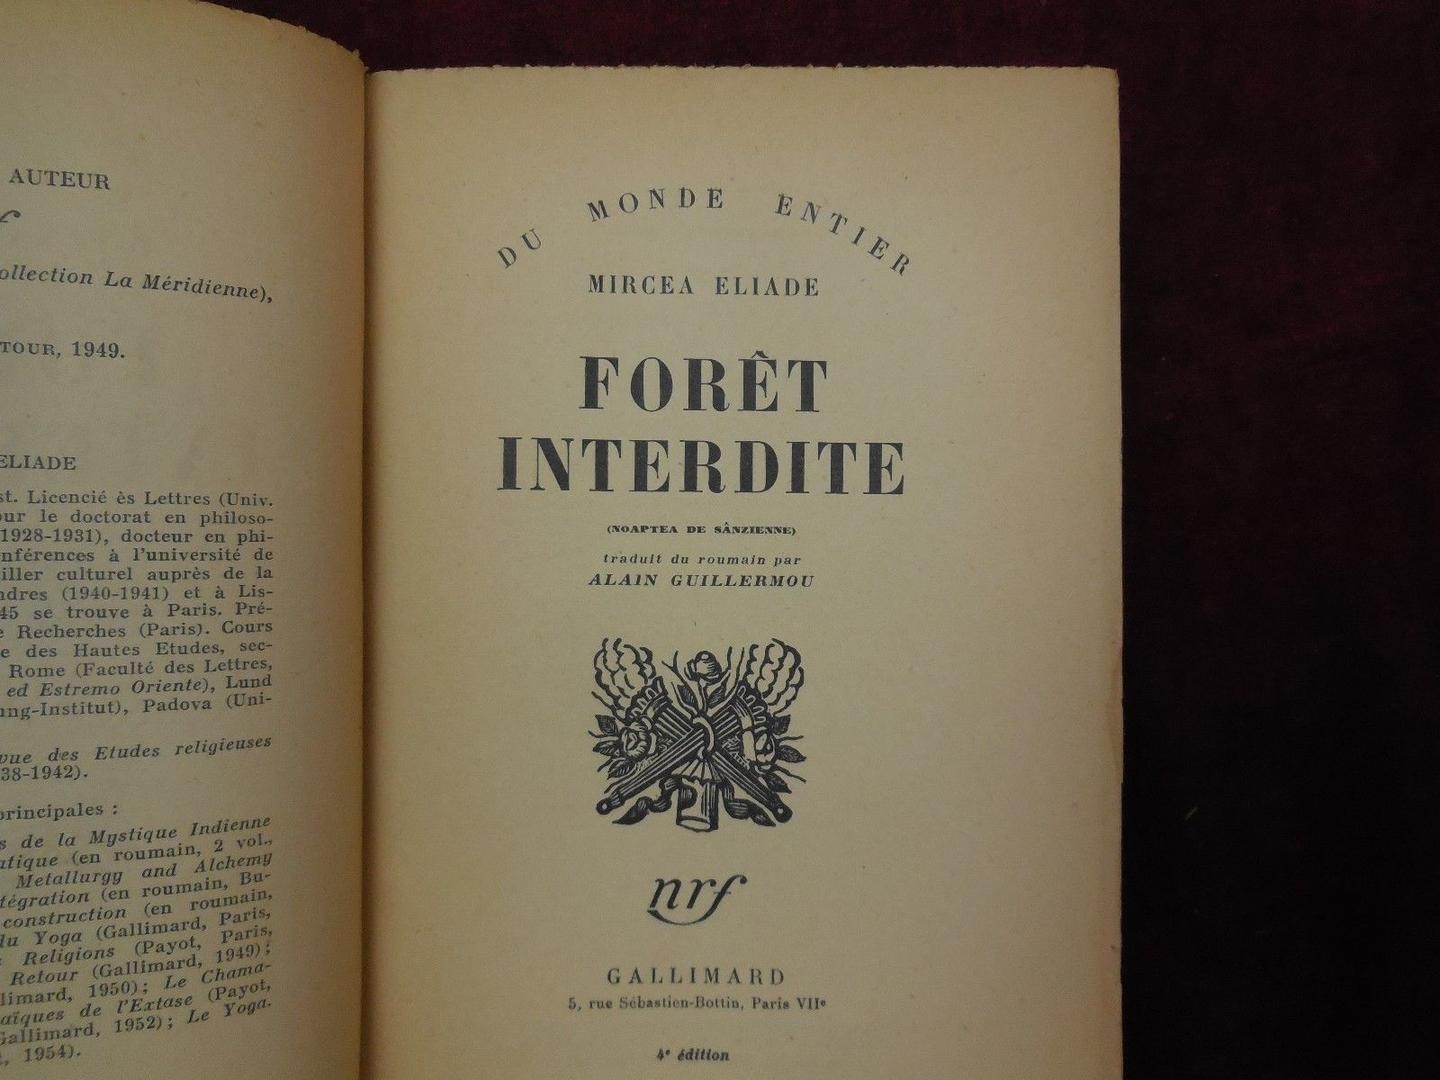 AUTEUR
ollection La Méridienne),
TOUR, 1949.
ELIADE
st. Licencié ès Lettres (Univ.
our le doctorat en philoso-
1928-1931), docteur en phi-
nférences à l'université de
iller culturel auprès de la
ndres (1940-1941) et à Lis-
45 se trouve à Paris. Pré-
e Recherches (Paris). Cours
e des Hautes Etudes, sec-
Rome (Faculté des Lettres,
ed Estremo Oriente), Lund
ung-Institut), Padova (Uni-
vue des Etudes religieuses
38-1942).
principales :
s de la Mystique Indienne
atique (en roumain, 2 vol.,
Metallurgy and Alchemy
tégration (en roumain, Bu-
construction (en roumain,
du Yoga (Gallimard, Paris,
Religions (Payot, Paris,
Retour (Gallimard, 1949);
limard, 1950); Le Chama-
aïques de l'Extase (Payot,
Gallimard, 1952); Le Yoga.
1954).
DU MONDE ENTIER
MIRCEA ELIADE
FORÊT
INTERDITE
(NOAPTEA DE SÂNZIENNE)
traduit du roumain par
ALAIN GUILLERMOU
nrf
GALLIMARD
5, rue Sébastien-Bottin, Paris VIIe
4e édition